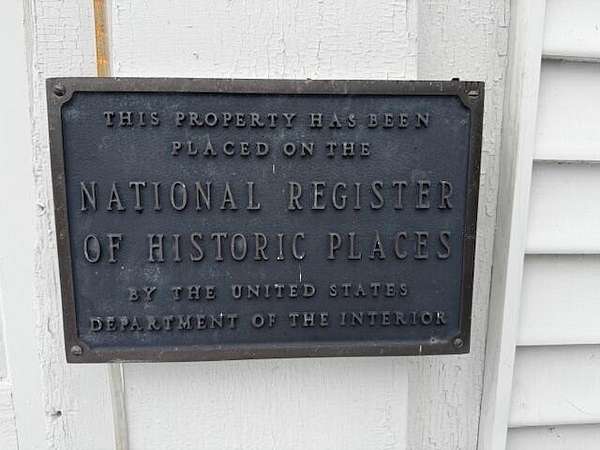 THIS PROPERTY HAS BEEN
PLACED ON THE
NATIONAL REGISTER
OF HISTORIC PLACES
BY THE UNITED STATES
DEPARTMENT OF THE INTERIOR